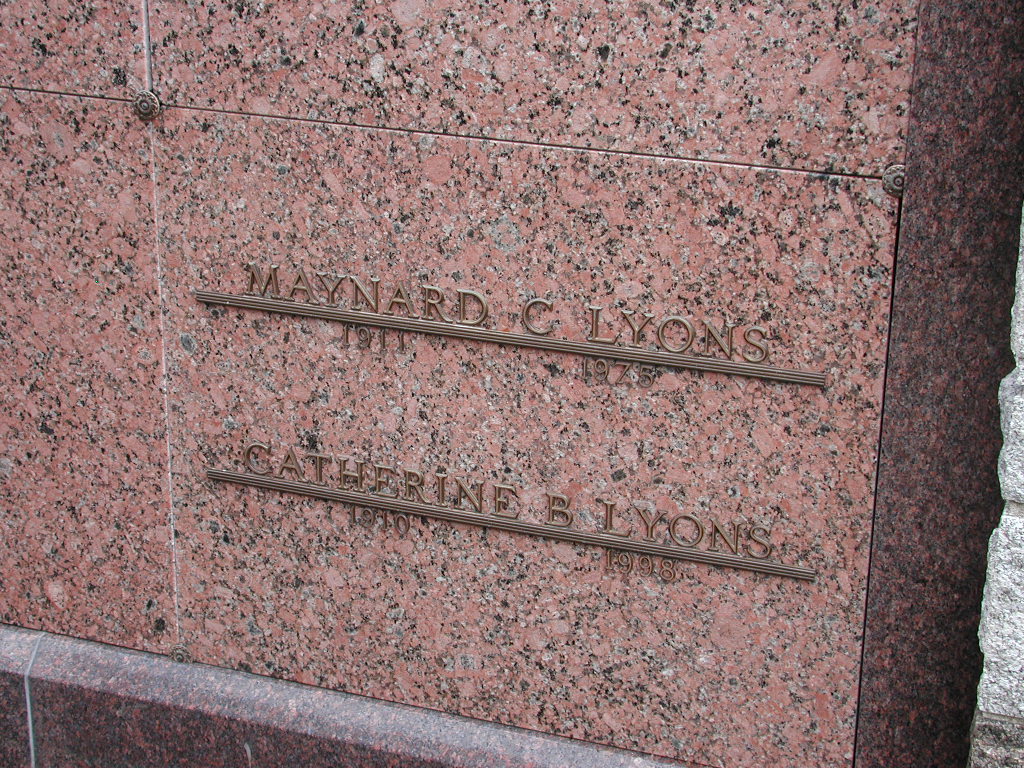 MAYNARD C LYONS
1911 1975
CATHERINE B LYONS
1910 1998